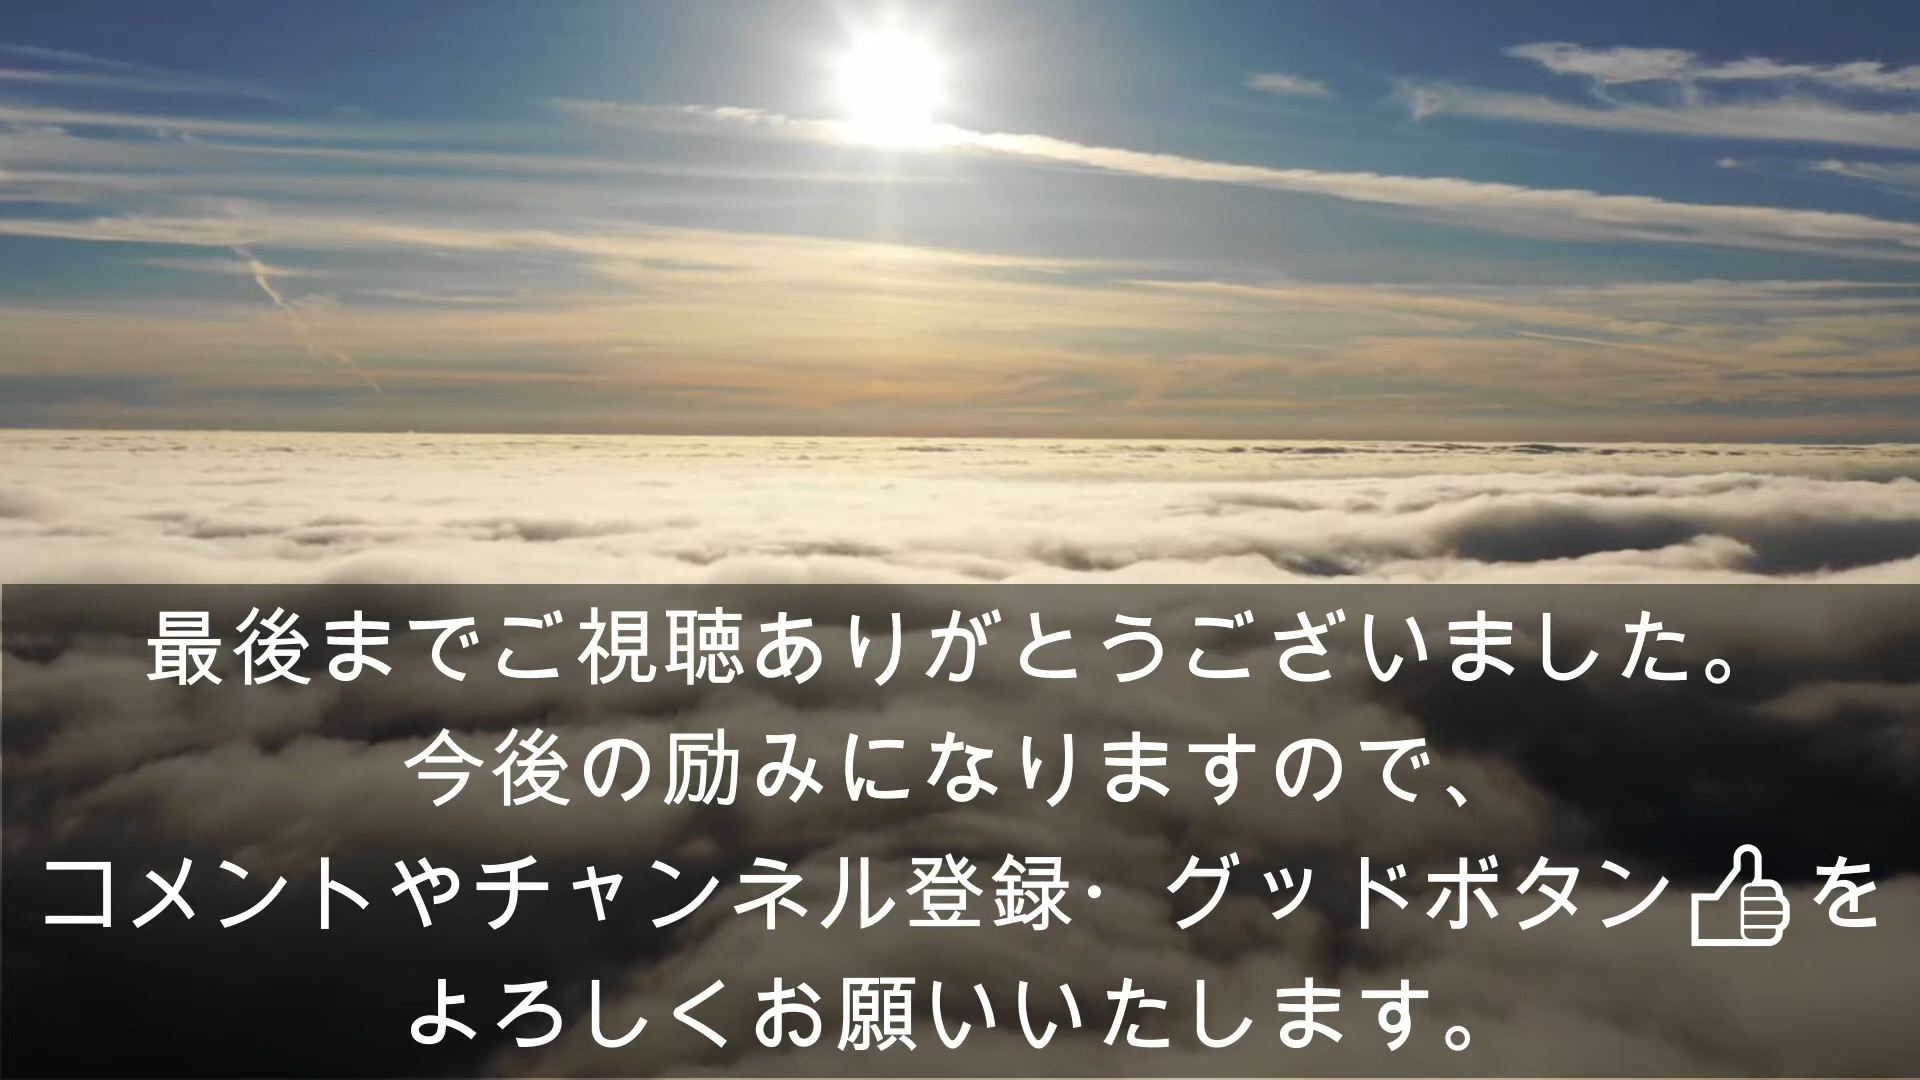 最後までご視聴ありがとうございました。
今後の励みになりますので、
コメントやチャンネル登録・グッドボタン👍を
よろしくお願いいたします。